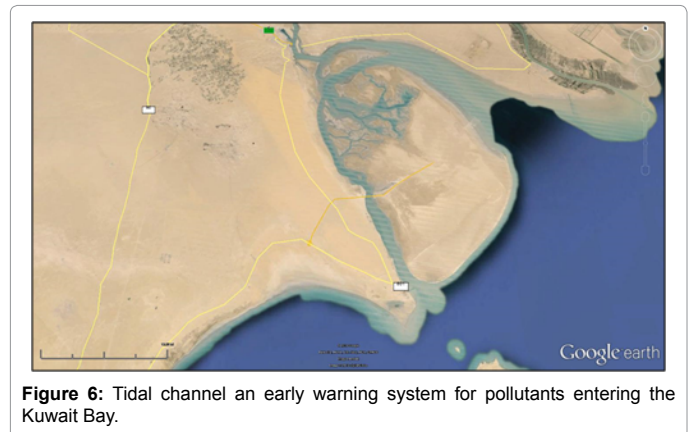 Google earth
Figure 6: Tidal channel an early warning system for pollutants entering the
Kuwait Bay.